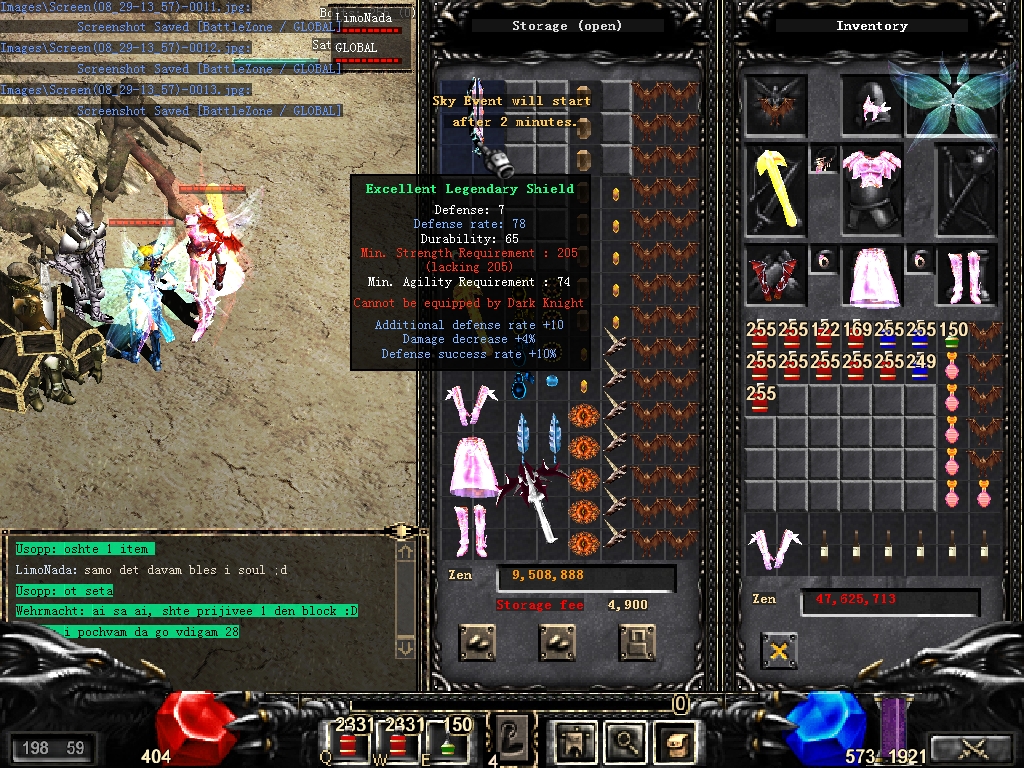 Images\Screen(08_29-13_57)-0011.jpg:
Screenshot Saved [BattleZone / GLOBAL]
Images\Screen(08_29-13_57)-0012.jpg:
Screenshot Saved [BattleZone / GLOBAL]
Images\Screen(08_29-13_57)-0013.jpg:
Screenshot Saved [BattleZone / GLOBAL]
LimoNada
GLOBAL
Storage (open)
Inventory
Sky Event will start
after 2 minutes.
Excellent Legendary Shield
Defense: 7
Defense rate: 78
Durability: 65
Min. Strength Requirement : 205
(lacking 205)
Min. Agility Requirement : 74
Cannot be equipped by Dark Knight
Additional defense rate +10
Damage decrease +4%
Defense success rate +10%
255 255 122 169 255 255 150
255 255 255 255 255 249
255
Usopp: oshte 1 item
LimoNada: samo det davam bles i soul ;d
Usopp: ot seta
Wehrmacht: ai sa ai, shte prijivee 1 den block :D
i pochvam da go vdigam 28
Zen 9,508,888
Storage fee 4,900
Zen 47,625,713
198 59
404
2331 2331 150
Q W E
4
0
573 1921